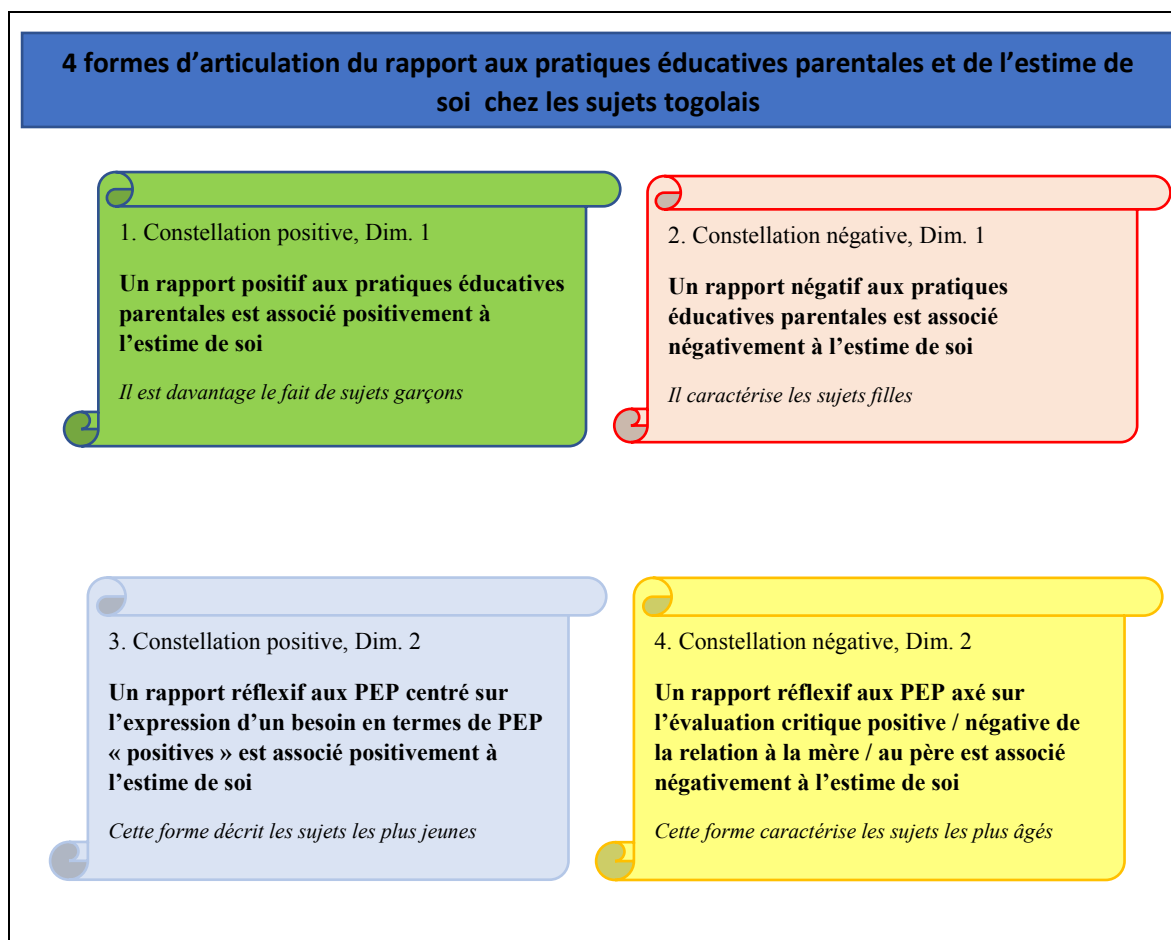 4 formes d’articulation du rapport aux pratiques éducatives parentales et de l’estime de
soi chez les sujets togolais
1. Constellation positive, Dim. 1
Un rapport positif aux pratiques éducatives
parentales est associé positivement à
l’estime de soi
Il est davantage le fait de sujets garçons
2. Constellation négative, Dim. 1
Un rapport négatif aux pratiques
éducatives parentales est associé
négativement à l’estime de soi
Il caractérise les sujets filles
3. Constellation positive, Dim. 2
Un rapport réflexif aux PEP centré sur
l’expression d’un besoin en termes de PEP
« positives » est associé positivement à
l’estime de soi
Cette forme décrit les sujets les plus jeunes
4. Constellation négative, Dim. 2
Un rapport réflexif aux PEP axé sur
l’évaluation critique positive / négative de
la relation à la mère / au père est associé
négativement à l’estime de soi
Cette forme caractérise les sujets les plus âgés